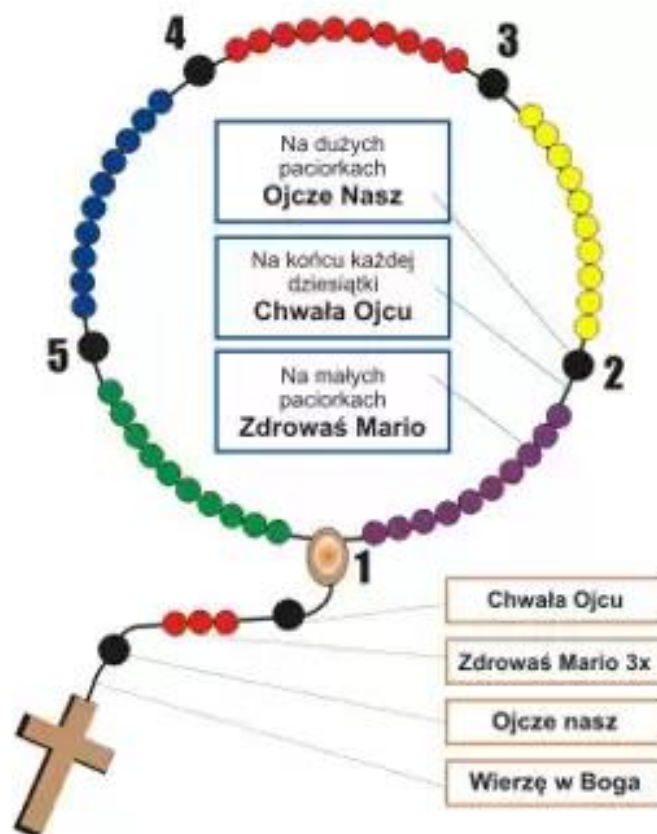 4
3
Na dużych
paciorkach
Ojcze Nasz
Na końcu każdej
dziesiątki
Chwała Ojcu
5
2
Na małych
paciorkach
Zdrowaś Mario
1
Chwała Ojcu
Zdrowaś Mario 3x
Ojcze nasz
Wierzę w Boga